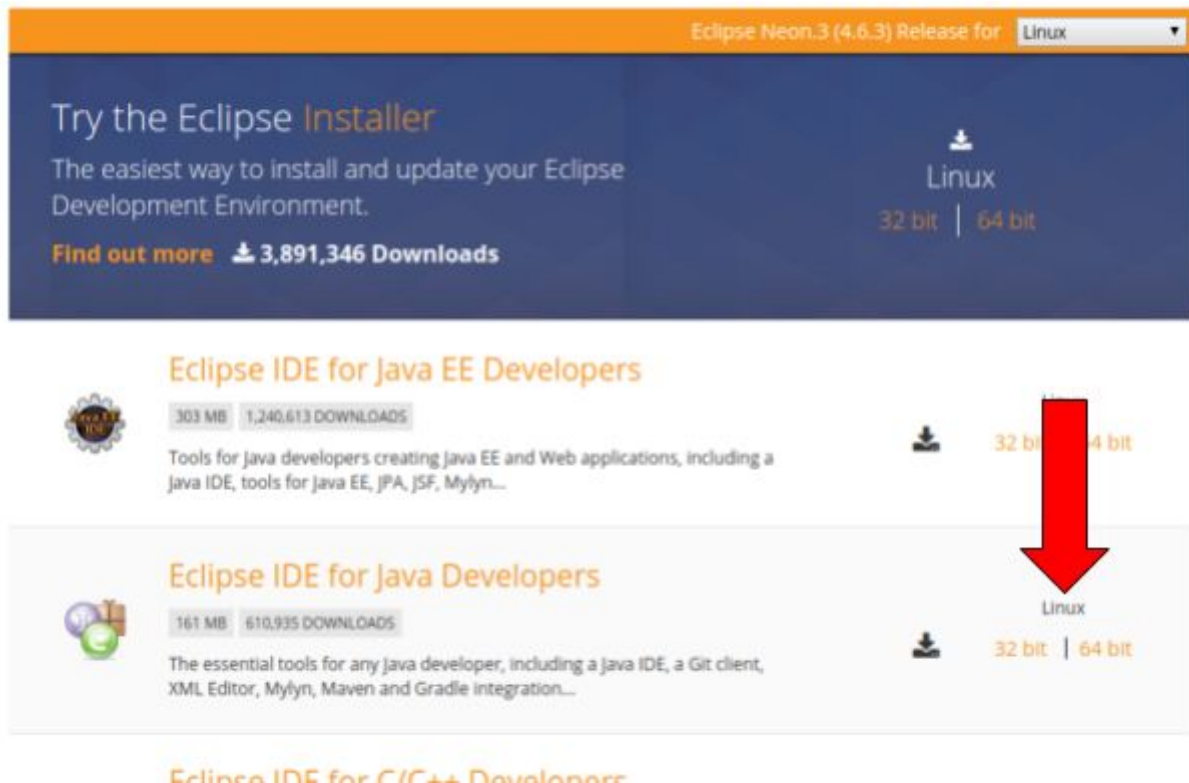 Eclipse Neon.3 (4.6.3) Release for Linux
Try the Eclipse Installer
The easiest way to install and update your Eclipse
Development Environment.
Find out more 3,891,346 Downloads
Linux
32 bit | 64 bit
Eclipse IDE for Java EE Developers
303 MB 1,240,613 DOWNLOADS
Tools for Java developers creating Java EE and Web applications, including a
Java IDE, tools for Java EE, JPA, JSF, Mylyn...
32 bit
Eclipse IDE for Java Developers
161 MB 610,935 DOWNLOADS
The essential tools for any Java developer, including a Java IDE, a Git client,
XML Editor, Mylyn, Maven and Gradle integration...
Linux
32 bit | 64 bit
Eclipse IDE for C/C++ Developers